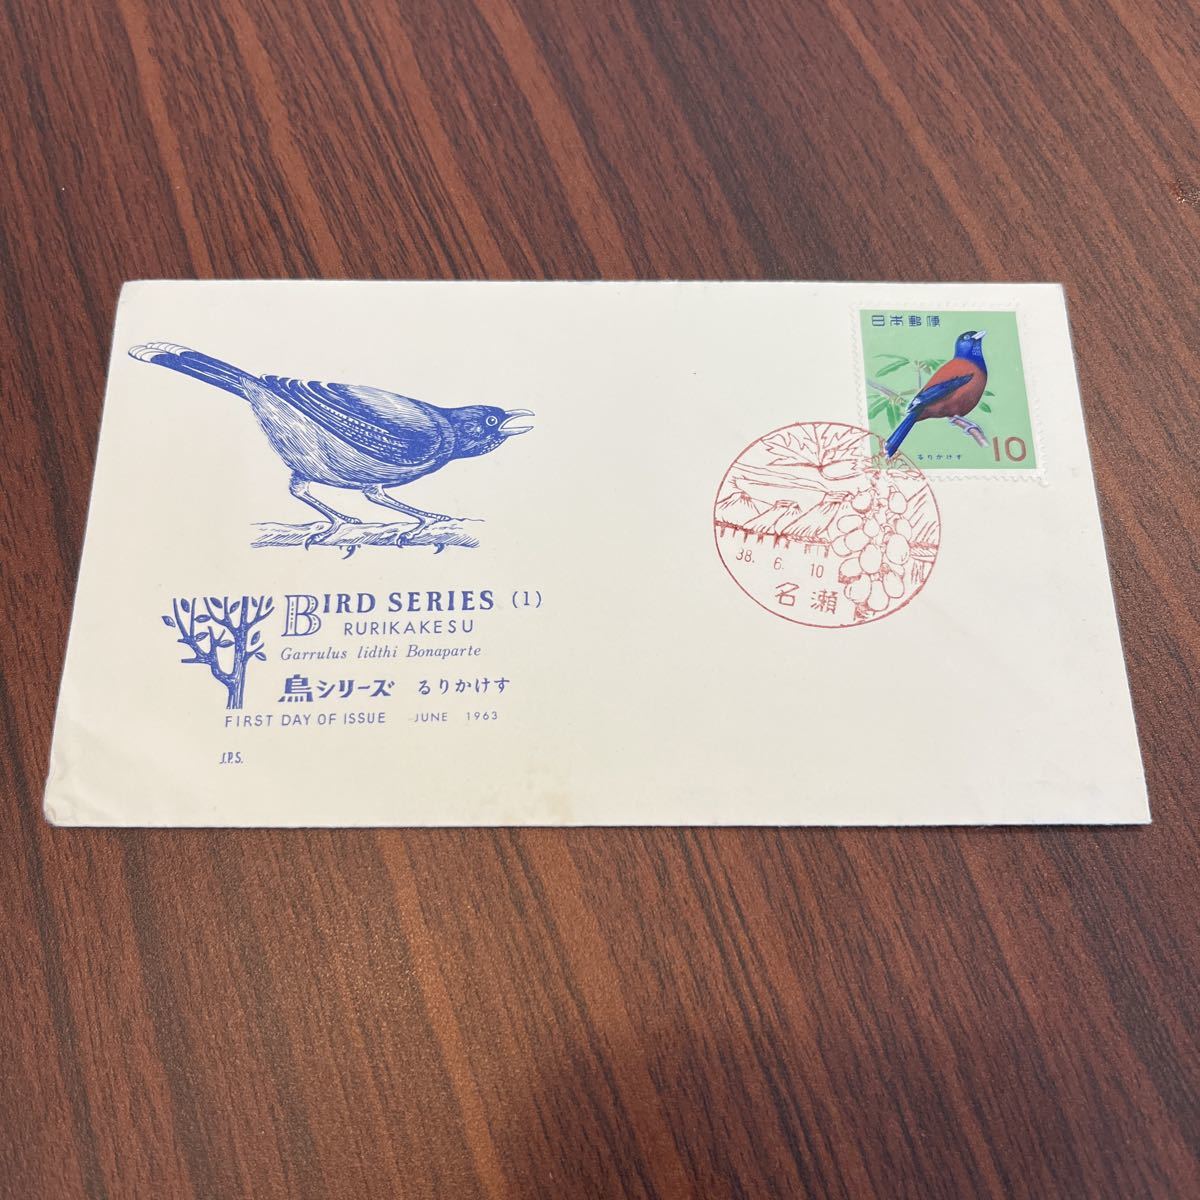 日本郵便
るりかけす
10
38. 6. 10
名瀬
BIRD SERIES (1)
RURIKAKESU
Garrulus lidthi Bonaparte
鳥シリーズ るりかけす
FIRST DAY OF ISSUE JUNE 1963
J.P.S.